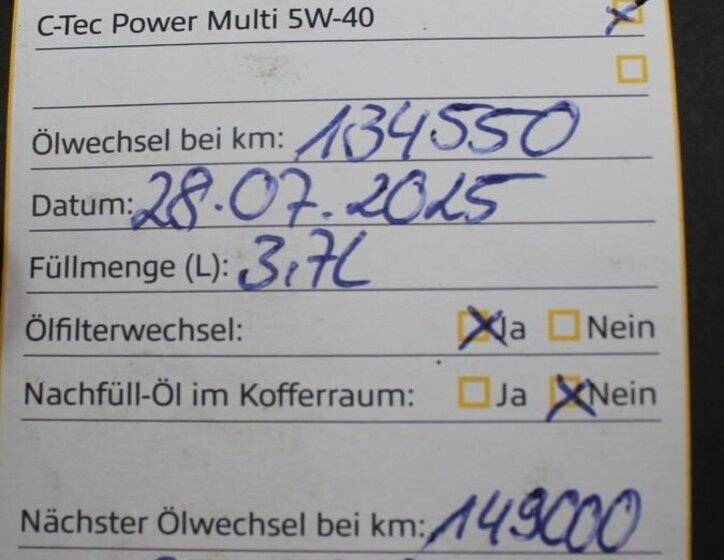 C-Tec Power Multi 5W-40
Ölwechsel bei km: 134550
Datum: 28.07.2025
Füllmenge (L): 3,7L
Ölfilterwechsel: Ja Nein
Nachfüll-Öl im Kofferraum: Ja Nein
Nächster Ölwechsel bei km: 149000